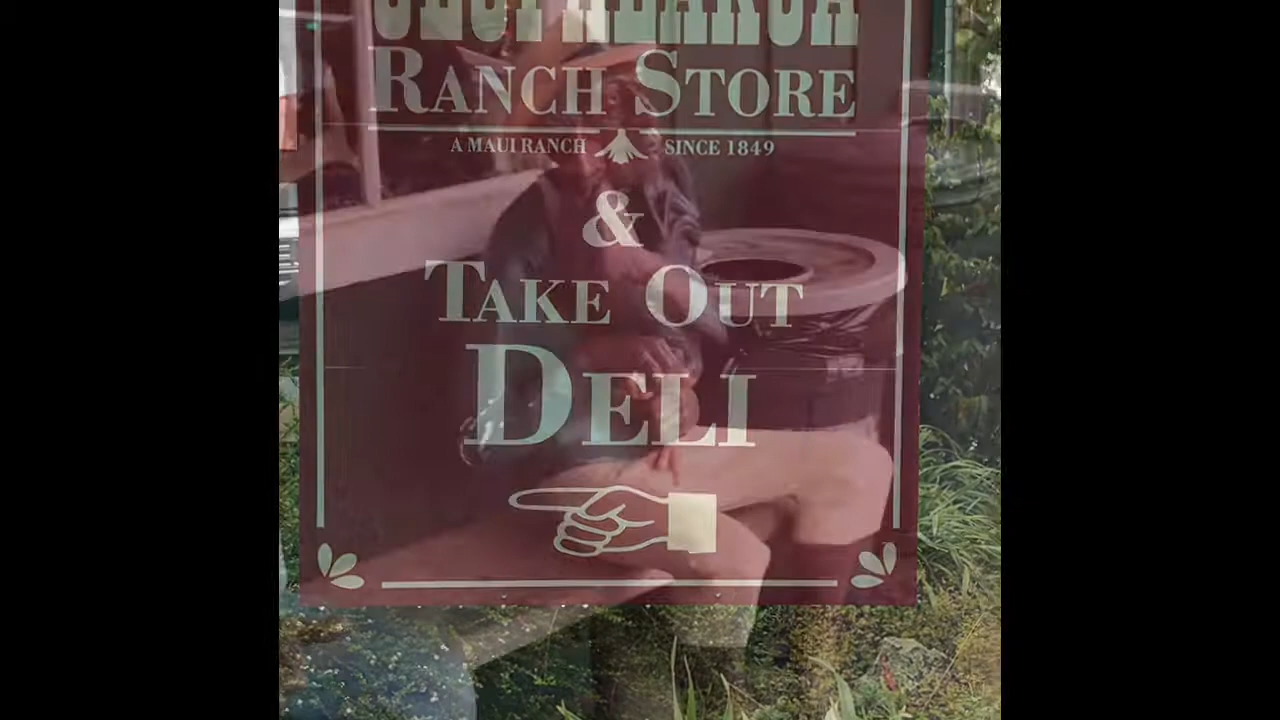 RANCH STORE
A MAUI RANCH SINCE 1849
&
TAKE OUT
DELI